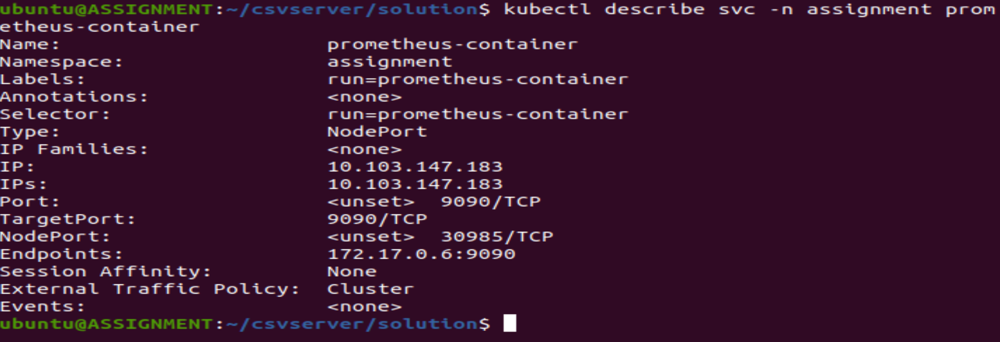 ubuntu@ASSIGNMENT:~/csvserver/solution$ kubectl describe svc -n assignment prom
etheus-container
Name:                     prometheus-container
Namespace:                assignment
Labels:                   run=prometheus-container
Annotations:              <none>
Selector:                 run=prometheus-container
Type:                     NodePort
IP Families:              <none>
IP:                       10.103.147.183
IPs:                      10.103.147.183
Port:                     <unset>  9090/TCP
TargetPort:               9090/TCP
NodePort:                 <unset>  30985/TCP
Endpoints:                172.17.0.6:9090
Session Affinity:         None
External Traffic Policy:  Cluster
Events:                   <none>
ubuntu@ASSIGNMENT:~/csvserver/solution$